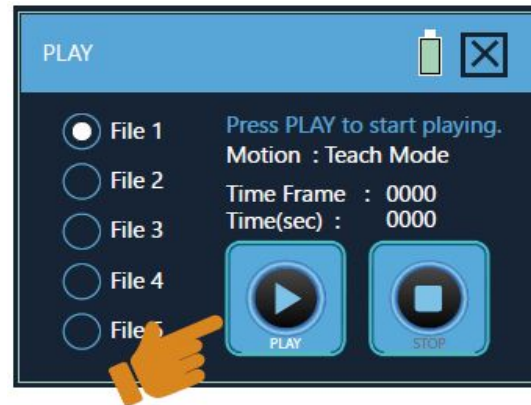 PLAY
File 1
File 2
File 3
File 4
File 5
Press PLAY to start playing.
Motion : Teach Mode
Time Frame : 0000
Time(sec) : 0000
PLAY
STOP